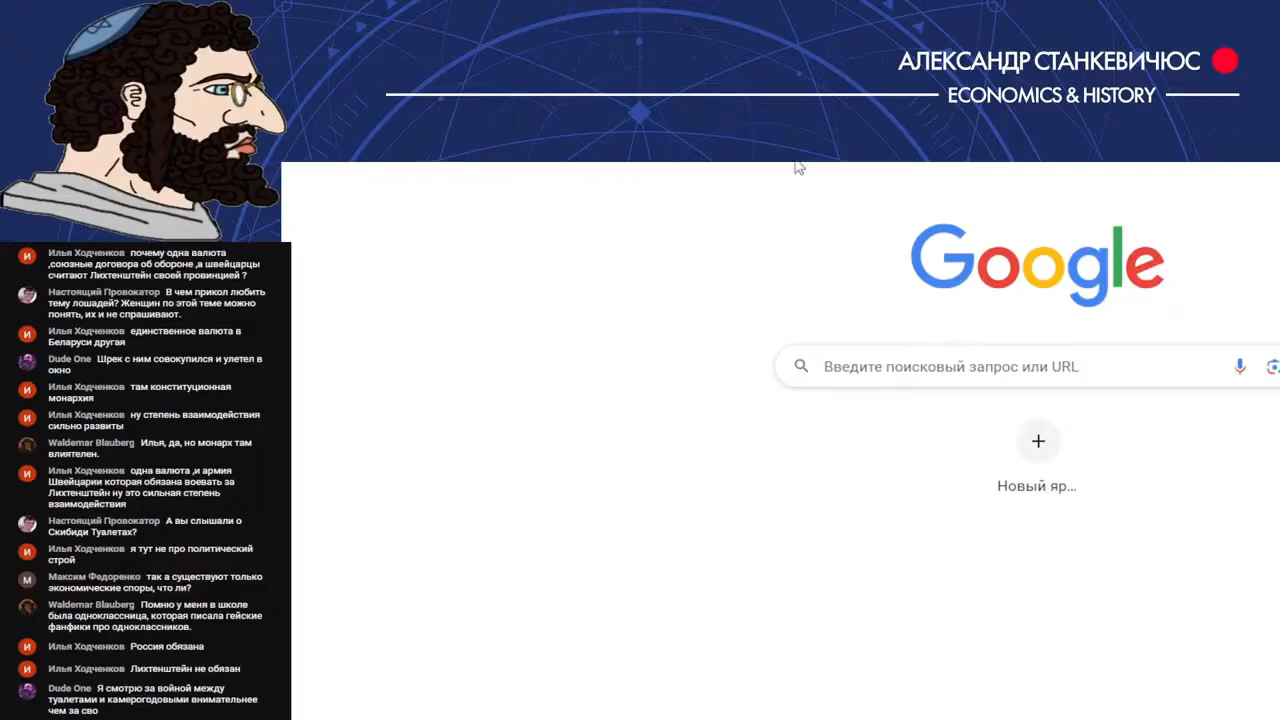 АЛЕКСАНДР СТАНКЕВИЧЮС
ECONOMICS & HISTORY
Илья Ходченков почему одна валюта
,союзные договора об обороне ,а швейцарцы
считают Лихтенштейн своей провинцией ?
Настоящий Провокатор В чем прикол любить
тему лошадей? Женщин по этой теме можно
понять, их и не спрашивают.
Илья Ходченков единственное валюта в
Беларуси другая
Dude One Шрек с ним совокупился и улетел в
окно
Илья Ходченков там конституционная
монархия
Илья Ходченков ну степень взаимодействия
сильно развиты
Waldemar Blauberg Илья, да, но монарх там
влиятелен.
Илья Ходченков одна валюта ,и армия
Швейцарии которая обязана воевать за
Лихтенштейн ну это сильная степень
взаимодействия
Настоящий Провокатор А вы слышали о
Скибиди Туалетах?
Илья Ходченков я тут не про политический
строй
М Максим Федоренко так а существуют только
экономические споры, что ли?
Waldemar Blauberg Помню у меня в школе
была одноклассница, которая писала гейские
фанфики про одноклассников.
Илья Ходченков Россия обязана
Илья Ходченков Лихтенштейн не обязан
Dude One Я смотрю за войной между
туалетами и камерогодовыми внимательнее
чем за сво
Google
Введите поисковый запрос или URL
Новый яр...